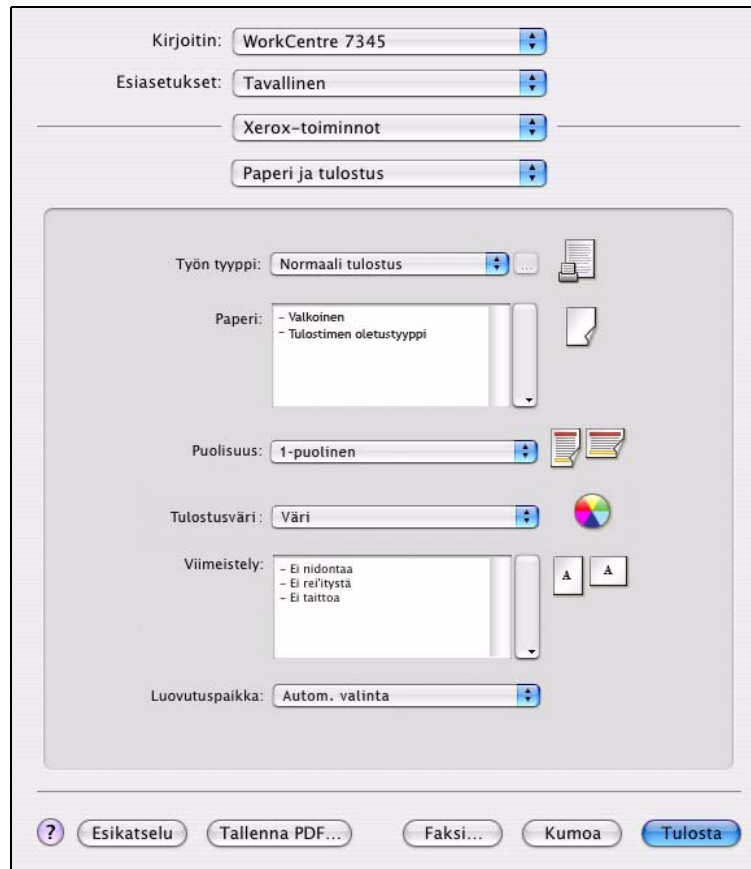 Kirjoitin: WorkCentre 7345
Esiasetukset: Tavallinen
Xerox-toiminnot
Paperi ja tulostus
Työn tyyppi: Normaali tulostus ...
Paperi: - Valkoinen
- Tulostimen oletustyyppi
Puolisuus: 1-puolinen
Tulostusväri: Väri
Viimeistely: - Ei nidontaa
- Ei rei'itystä
- Ei taittoa
A A
Luovutuspaikka: Autom. valinta
? Esikatselu Tallenna PDF... Faksi... Kumoa Tulosta